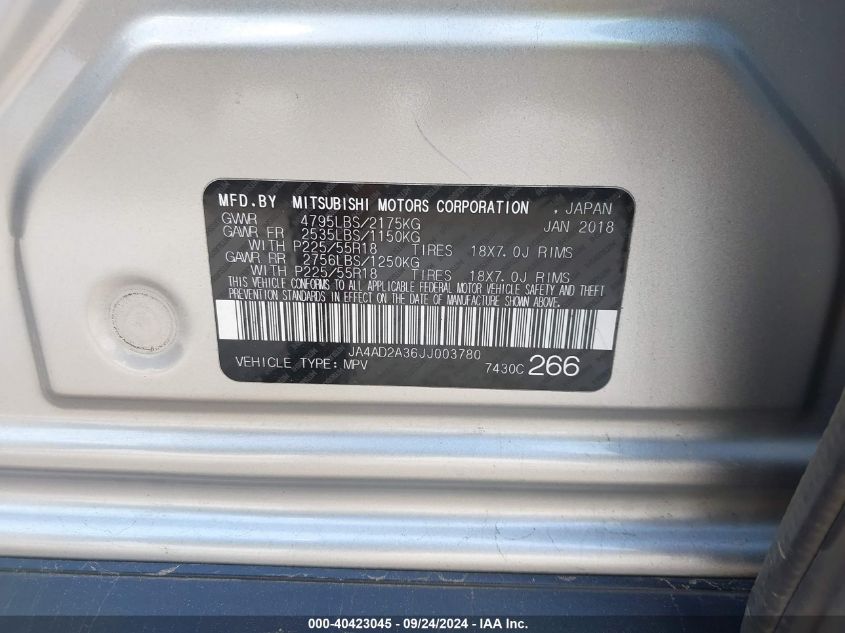 MFD.BY MITSUBISHI MOTORS CORPORATION , JAPAN
GVWR 4795LBS/2175KG JAN 2018
GAWR FR 2535LBS/1150KG
WITH P225/55R18 TIRES 18X7.0J RIMS
GAWR RR 2756LBS/1250KG
WITH P225/55R18 TIRES 18X7.0J RIMS
THIS VEHICLE CONFORMS TO ALL APPLICABLE FEDERAL MOTOR VEHICLE SAFETY AND THEFT
PREVENTION STANDARDS IN EFFECT ON THE DATE OF MANUFACTURE SHOWN ABOVE.
JA4AD2A36JJ003780
VEHICLE TYPE: MPV 7430C 266
000-40423045 - 09/24/2024 - IAA Inc.